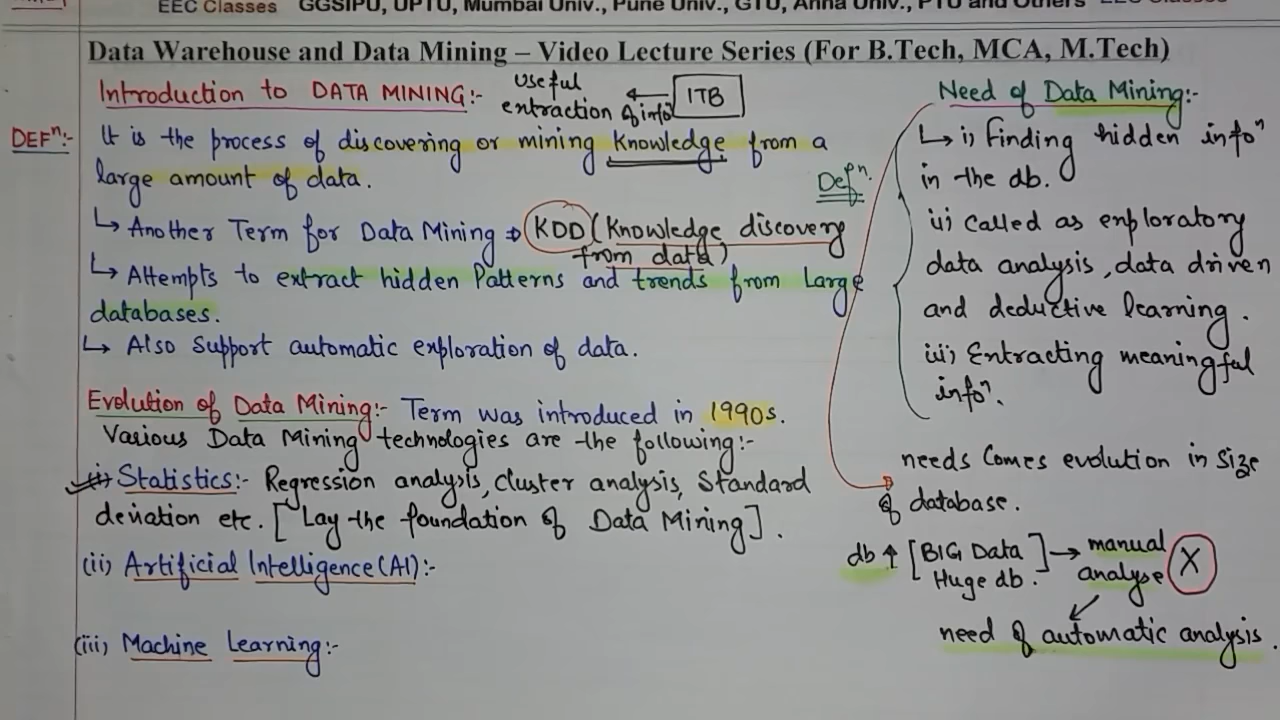 EEC Classes GGSIPU, UPTU, Mumbai Univ., Pune Univ., GTU, Anna Univ., PTU and Others EEC Classes
Data Warehouse and Data Mining – Video Lecture Series (For B.Tech, MCA, M.Tech)
Introduction to DATA MINING:-
useful
extraction
of info
1TB
DEFⁿ:-
It is the process of discovering or mining knowledge from a
large amount of data.
Defⁿ.
↳ Another Term for Data Mining ⇒ KDD (Knowledge discovery
from data)
↳ Attempts to extract hidden Patterns and trends from Large
databases.
↳ Also Support automatic exploration of data.
Evolution of Data Mining:- Term was introduced in 1990s.
Various Data Mining technologies are the following:-
(i) Statistics:- Regression analysis, cluster analysis, Standard
deviation etc. [Lay the foundation of Data Mining].
(ii) Artificial Intelligence (AI):-
(iii) Machine Learning:-
Need of Data Mining:-
↳ i) Finding hidden infoⁿ
in the db.
ii) Called as exploratory
data analysis, data driven
and deductive learning.
iii) Extracting meaningful
infoⁿ.
needs Comes evolution in Size
of database.
db ↑ [BIG Data
Huge db.] → manual
analyse X
need of automatic analysis.